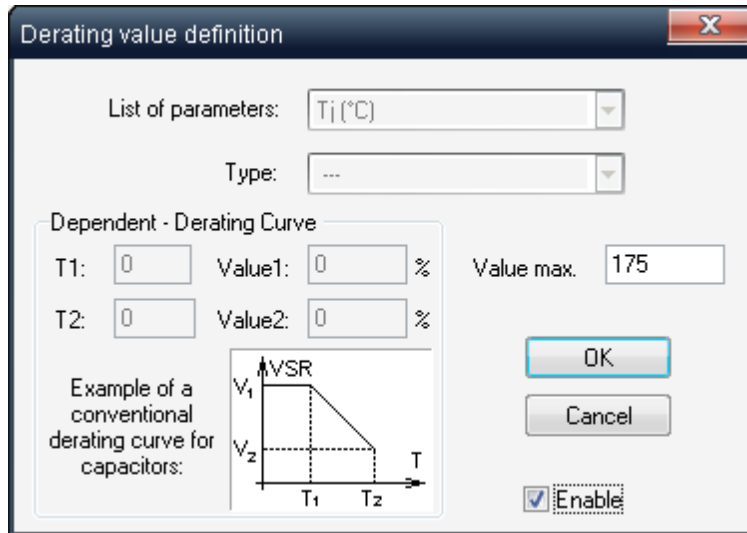 Derating value definition
List of parameters: Tj (°C)
Type: ---
Dependent - Derating Curve
T1: 0 Value1: 0 %
Value max. 175
T2: 0 Value2: 0 %
OK
Example of a
conventional
derating curve for
capacitors:
VSR
V1
V2
T
T1 T2
Cancel
Enable